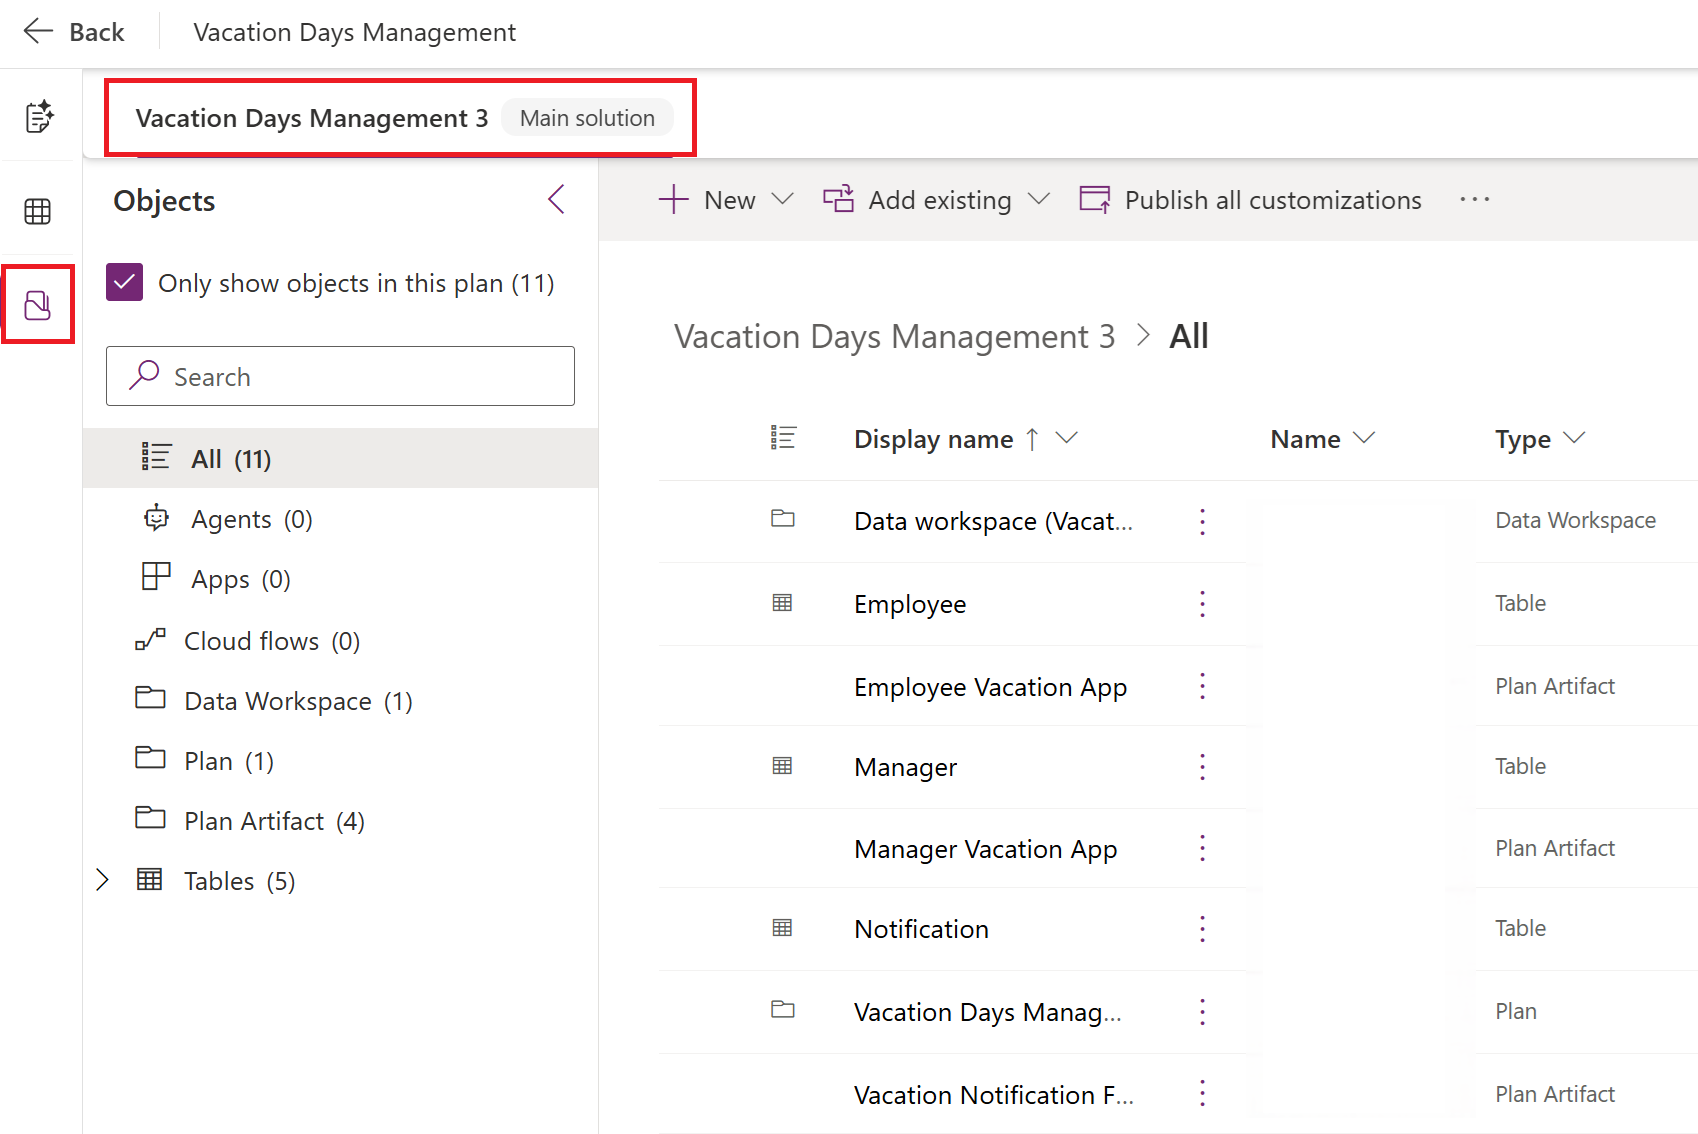 Back
Vacation Days Management
Vacation Days Management 3 Main solution
Objects
Only show objects in this plan (11)
Search
All (11)
Agents (0)
Apps (0)
Cloud flows (0)
Data Workspace (1)
Plan (1)
Plan Artifact (4)
Tables (5)
New Add existing Publish all customizations ...
Vacation Days Management 3 > All
Display name ↑ Name Type
Data workspace (Vacat... Data Workspace
Employee Table
Employee Vacation App Plan Artifact
Manager Table
Manager Vacation App Plan Artifact
Notification Table
Vacation Days Manag... Plan
Vacation Notification F... Plan Artifact